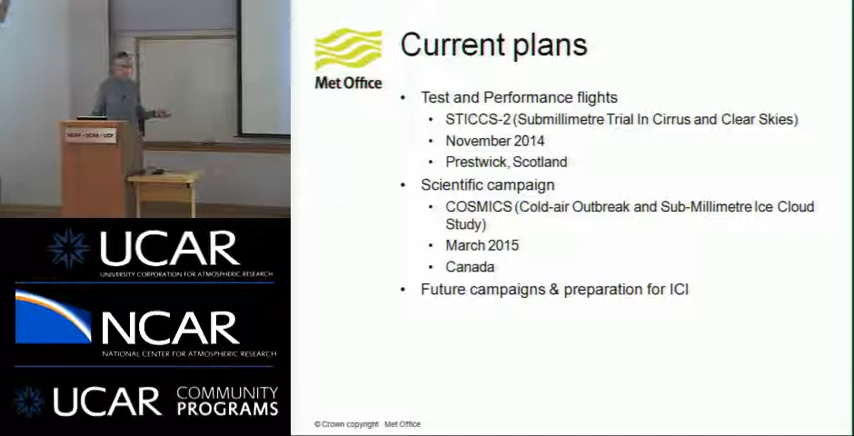 NCAR • UCAR • UCP
UCAR
UNIVERSITY CORPORATION FOR ATMOSPHERIC RESEARCH
NCAR
NATIONAL CENTER FOR ATMOSPHERIC RESEARCH
UCAR COMMUNITY
PROGRAMS
Met Office
Current plans
• Test and Performance flights
• STICCS-2 (Submillimetre Trial In Cirrus and Clear Skies)
• November 2014
• Prestwick, Scotland
• Scientific campaign
• COSMICS (Cold-air Outbreak and Sub-Millimetre Ice Cloud
Study)
• March 2015
• Canada
• Future campaigns & preparation for ICI
© Crown copyright Met Office